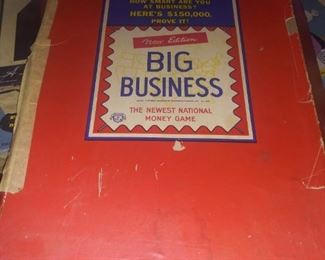 HOW SMART ARE YOU
AT BUSINESS?
HERE'S $150,000.
PROVE IT!
New Edition
BIG
BUSINESS
THE NEWEST NATIONAL
MONEY GAME